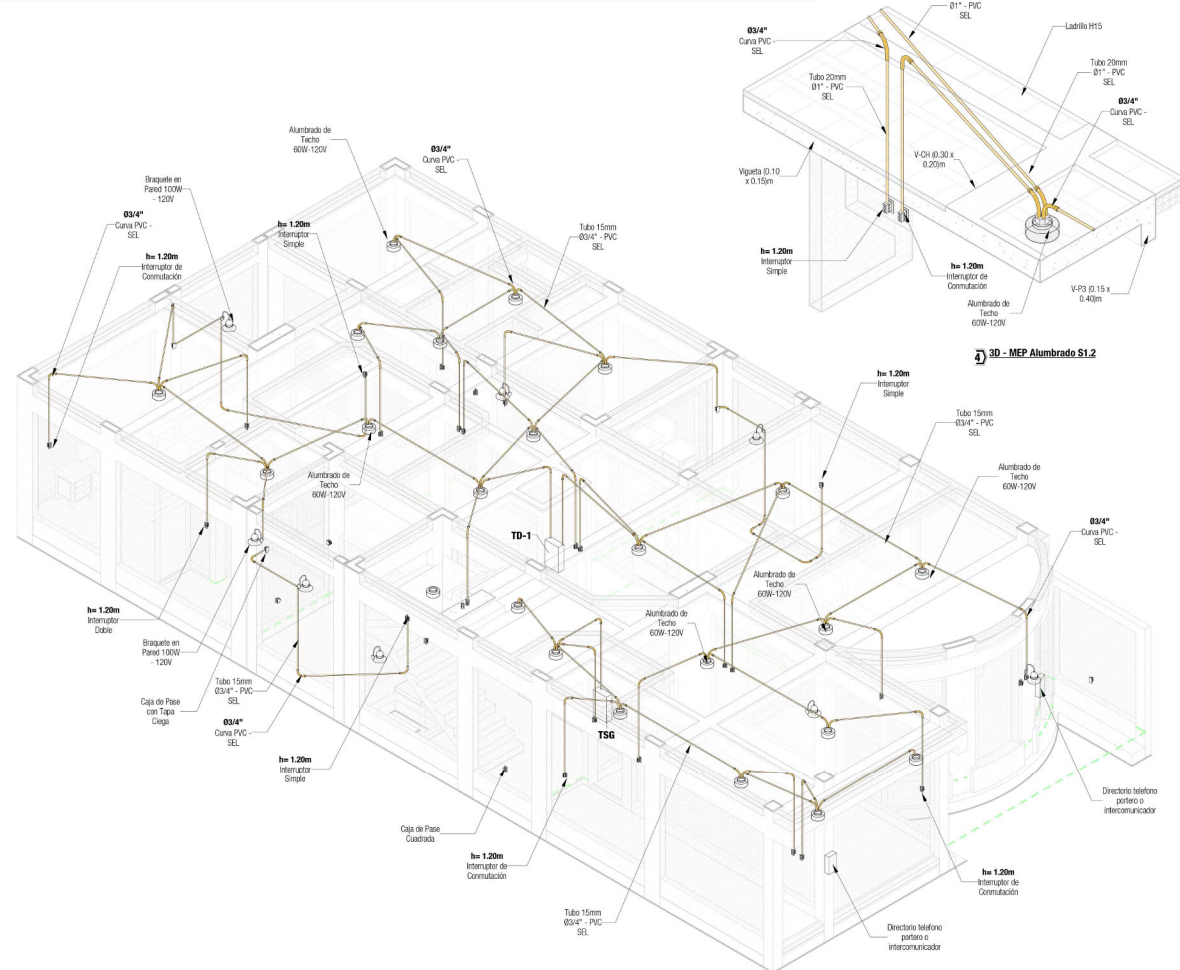 Ø1" - PVC
SEL
Ø3/4"
Curva PVC -
SEL
Ladrillo H15
Tubo 20mm
Ø1" - PVC
SEL
Tubo 20mm
Ø1" - PVC
SEL
Ø3/4"
Curva PVC -
SEL
V-CH (0.30 x
0.20)m
Vigueta (0.10
x 0.15)m
h= 1.20m
Interruptor
Simple
h= 1.20m
Interruptor de
Conmutación
Alumbrado de
Techo
60W-120V
V-P3 (0.15 x
0.40)m
4 3D - MEP Alumbrado S1.2
Alumbrado de
Techo
60W-120V
Ø3/4"
Curva PVC -
SEL
Braquete en
Pared 100W
- 120V
Ø3/4"
Curva PVC -
SEL
h= 1.20m
Interruptor
Simple
Tubo 15mm
Ø3/4" - PVC
SEL
h= 1.20m
Interruptor de
Conmutación
h= 1.20m
Interruptor
Simple
Tubo 15mm
Ø3/4" - PVC
SEL
Alumbrado de
Techo
60W-120V
Alumbrado de
Techo
60W-120V
Ø3/4"
Curva PVC -
SEL
TD-1
Alumbrado de
Techo
60W-120V
Alumbrado de
Techo
60W-120V
h= 1.20m
Interruptor
Doble
Braquete en
Pared 100W
- 120V
Tubo 15mm
Ø3/4" - PVC
SEL
Caja de Pase
con Tapa
Ciega
Ø3/4"
Curva PVC -
SEL
TSG
h= 1.20m
Interruptor
Simple
Directorio telefono
portero o
intercomunicador
Caja de Pase
Cuadrada
h= 1.20m
Interruptor de
Conmutación
h= 1.20m
Interruptor de
Conmutación
Tubo 15mm
Ø3/4" - PVC
SEL
Directorio telefono
portero o
intercomunicador